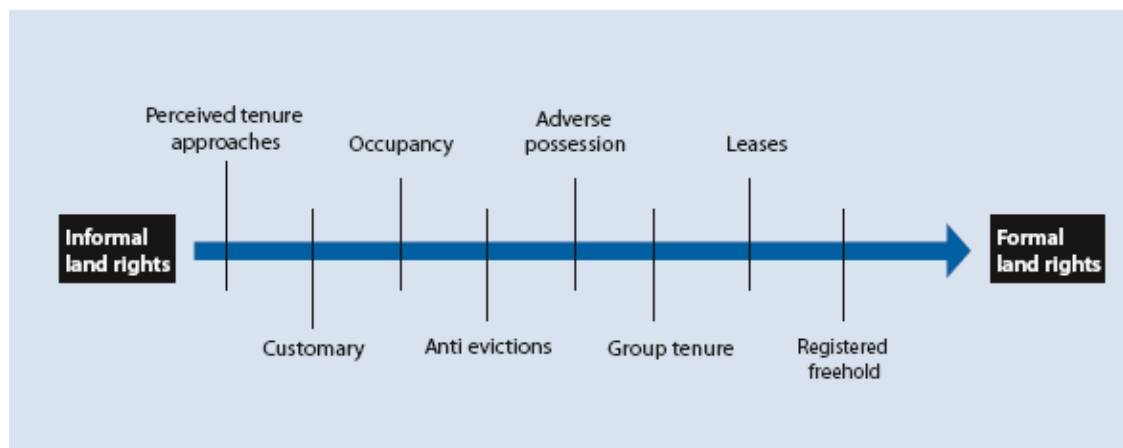 Perceived tenure
approaches
Occupancy
Adverse
possession
Leases
Informal
land rights
Formal
land rights
Customary
Anti evictions
Group tenure
Registered
freehold